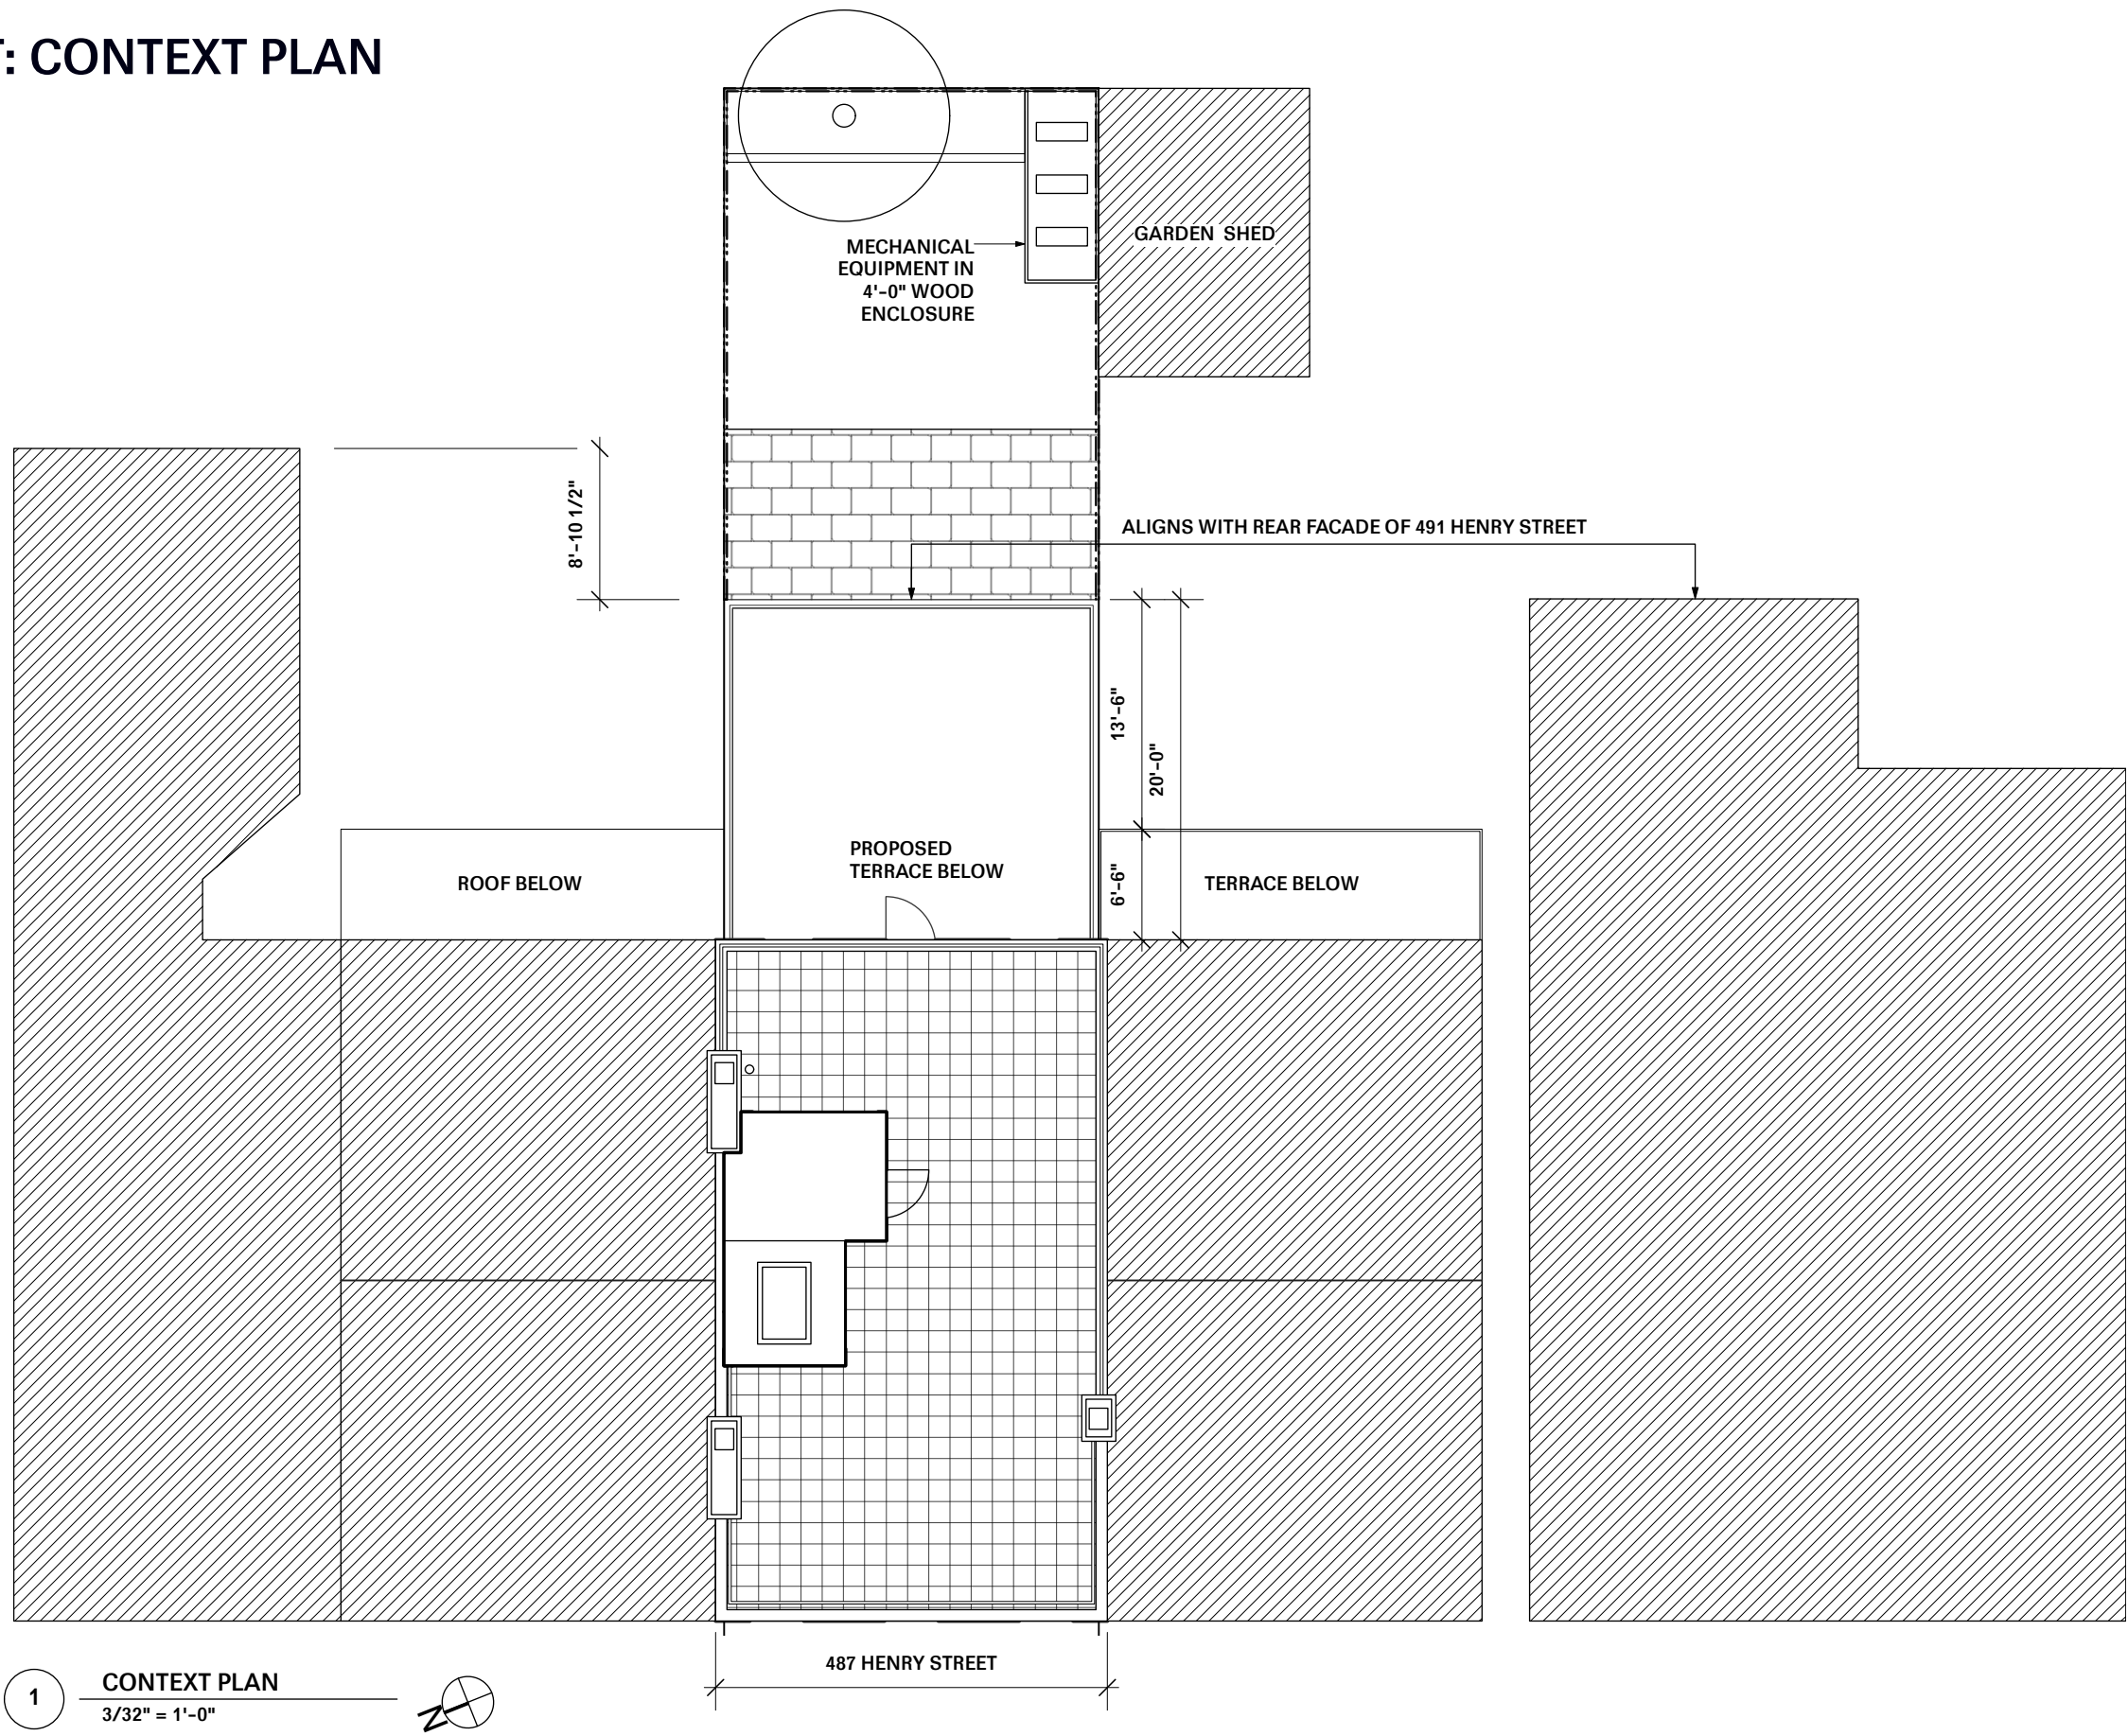 : CONTEXT PLAN
MECHANICAL
EQUIPMENT IN
4'-0" WOOD
ENCLOSURE
GARDEN SHED
8'-10 1/2"
ALIGNS WITH REAR FACADE OF 491 HENRY STREET
13'-6"
20'-0"
PROPOSED
TERRACE BELOW
ROOF BELOW
6'-6"
TERRACE BELOW
487 HENRY STREET
1
CONTEXT PLAN
3/32" = 1'-0"
N